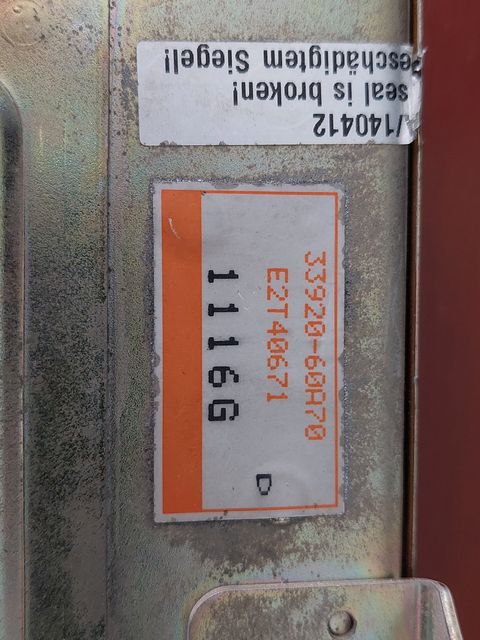 /140412
seal is broken!
Beschädigtem Siegel!
33920-60A70
E2T40671
1116G
D